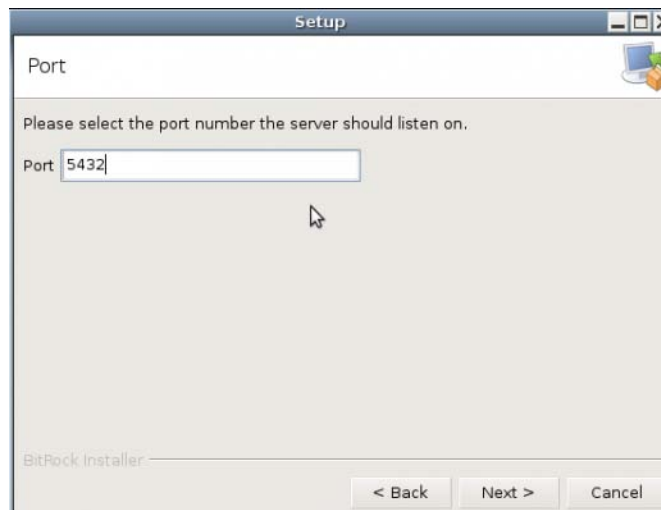 Setup
Port
Please select the port number the server should listen on.
Port 5432
BitRock Installer
< Back Next > Cancel